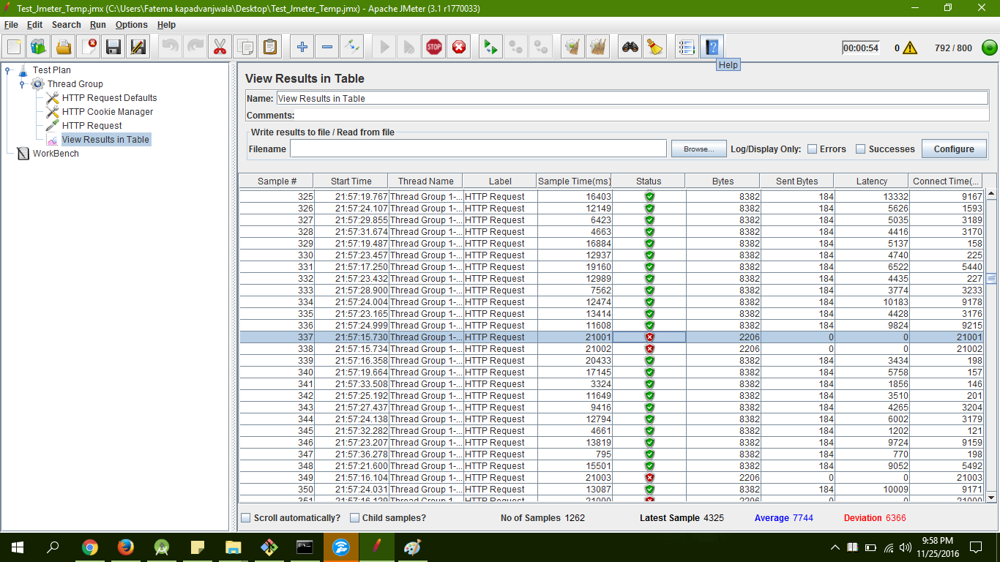 Test_Jmeter_Temp.jmx (C:\Users\Fatema kapadvanjwala\Desktop\Test_Jmeter_Temp.jmx) - Apache JMeter (3.1 r1770033)
File Edit Search Run Options Help
STOP 00:00:54 0 792 / 800
Help
Test Plan
Thread Group
HTTP Request Defaults
HTTP Cookie Manager
HTTP Request
View Results in Table
WorkBench
View Results in Table
Name: View Results in Table
Comments:
Write results to file / Read from file
Filename Browse... Log/Display Only: Errors Successes Configure
Sample # Start Time Thread Name Label Sample Time(ms) Status Bytes Sent Bytes Latency Connect Time(...
325 21:57:19.767 Thread Group 1-... HTTP Request 16403 8382 184 13332 9167
326 21:57:24.107 Thread Group 1-... HTTP Request 12149 8382 184 5626 1593
327 21:57:29.855 Thread Group 1-... HTTP Request 6423 8382 184 5035 3189
328 21:57:31.674 Thread Group 1-... HTTP Request 4663 8382 184 4416 3170
329 21:57:19.487 Thread Group 1-... HTTP Request 16884 8382 184 5137 158
330 21:57:23.457 Thread Group 1-... HTTP Request 12937 8382 184 4740 225
331 21:57:17.250 Thread Group 1-... HTTP Request 19160 8382 184 6522 5440
332 21:57:23.432 Thread Group 1-... HTTP Request 12989 8382 184 4435 227
333 21:57:28.900 Thread Group 1-... HTTP Request 7562 8382 184 3774 3233
334 21:57:24.004 Thread Group 1-... HTTP Request 12474 8382 184 10183 9178
335 21:57:23.165 Thread Group 1-... HTTP Request 13414 8382 184 4428 3176
336 21:57:24.999 Thread Group 1-... HTTP Request 11608 8382 184 9824 9215
337 21:57:15.730 Thread Group 1-... HTTP Request 21001 2206 0 0 21001
338 21:57:15.734 Thread Group 1-... HTTP Request 21002 2206 0 0 21002
339 21:57:16.358 Thread Group 1-... HTTP Request 20433 8382 184 3434 198
340 21:57:19.664 Thread Group 1-... HTTP Request 17145 8382 184 5758 157
341 21:57:33.508 Thread Group 1-... HTTP Request 3324 8382 184 1856 146
342 21:57:25.192 Thread Group 1-... HTTP Request 11649 8382 184 3510 201
343 21:57:27.437 Thread Group 1-... HTTP Request 9416 8382 184 4265 3204
344 21:57:24.138 Thread Group 1-... HTTP Request 12794 8382 184 6002 3179
345 21:57:32.282 Thread Group 1-... HTTP Request 4661 8382 184 1202 121
346 21:57:23.207 Thread Group 1-... HTTP Request 13819 8382 184 9724 9159
347 21:57:36.278 Thread Group 1-... HTTP Request 795 8382 184 770 198
348 21:57:21.600 Thread Group 1-... HTTP Request 15501 8382 184 9052 5492
349 21:57:16.104 Thread Group 1-... HTTP Request 21003 2206 0 0 21003
350 21:57:24.031 Thread Group 1-... HTTP Request 13087 8382 184 10009 9171
351 21:57:16.129 Thread Group 1-... HTTP Request 21000 2206 0 0 21000
Scroll automatically? Child samples? No of Samples 1262 Latest Sample 4325 Average 7744 Deviation 6366
9:58 PM
11/25/2016